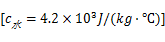 [c水 = 4.2 × 10³J/(kg · ℃)]